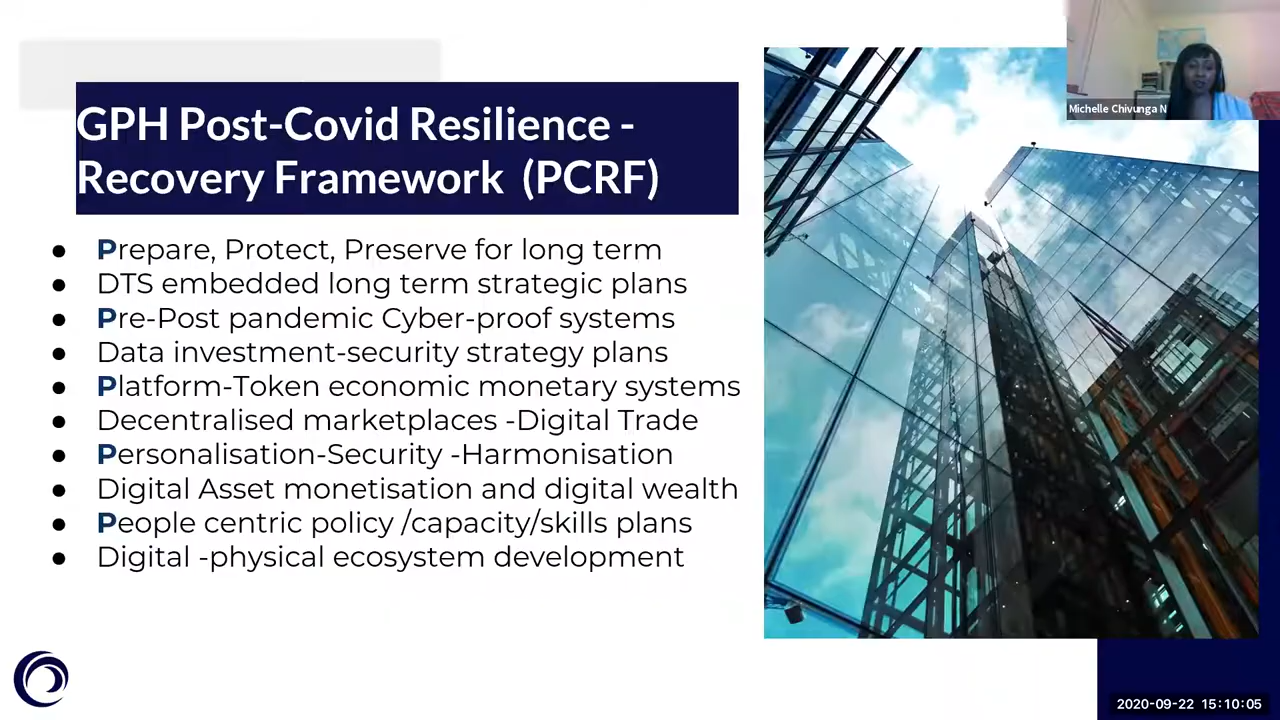 GPH Post-Covid Resilience -
Recovery Framework (PCRF)
● Prepare, Protect, Preserve for long term
● DTS embedded long term strategic plans
● Pre-Post pandemic Cyber-proof systems
● Data investment-security strategy plans
● Platform-Token economic monetary systems
● Decentralised marketplaces -Digital Trade
● Personalisation-Security -Harmonisation
● Digital Asset monetisation and digital wealth
● People centric policy /capacity/skills plans
● Digital -physical ecosystem development
Michelle Chivunga N
2020-09-22 15:10:05